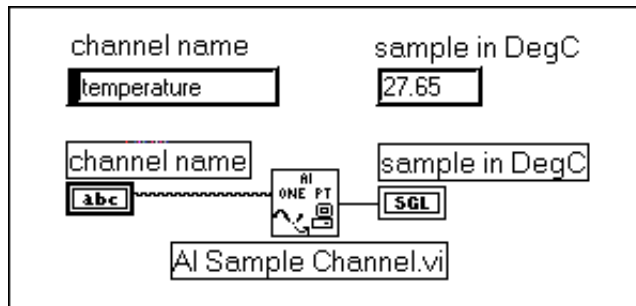 channel name
sample in DegC
temperature
27.65
channel name
sample in DegC
abc
AI
ONE PT
SGL
AI Sample Channel.vi